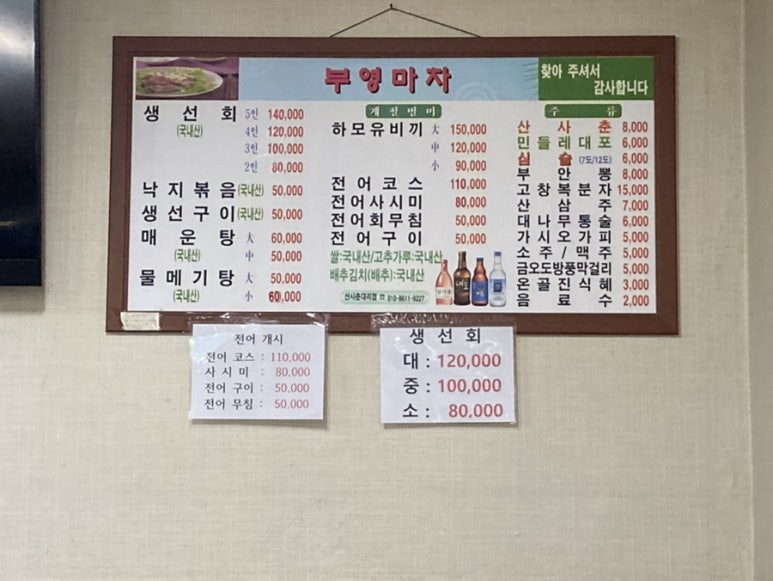 부영마차
찾아 주셔서
감사합니다
생선회 5인 140,000
(국내산) 4인 120,000
3인 100,000
2인 80,000
낙지볶음(국내산) 50,000
생선구이(국내산) 50,000
매운탕 大 60,000
(국내산) 中 50,000
물메기탕 大 50,000
(국내산) 小 60,000
계절별미
하모유비끼 大 150,000
中 120,000
小 90,000
전어코스 110,000
전어사시미 80,000
전어회무침 50,000
전어구이 50,000
쌀:국내산/고추가루:국내산
배추김치(배추):국내산
산사춘대리점 ☎ 010-8611-9227
주류
산사춘 8,000
민들레대포 6,000
심술 (7도/12도) 6,000
부안뽕 8,000
고창복분자 15,000
산삼주 7,000
대나무통술 6,000
가시오가피 5,000
소주/맥주 5,000
금오도방풍막걸리 5,000
온골진식혜 3,000
음료수 2,000
전어 개시
전어 코스 : 110,000
사시미 : 80.000
전어 구이 : 50.000
전어 무침 : 50.000
생선회
대 : 120,000
중 : 100,000
소 : 80.000